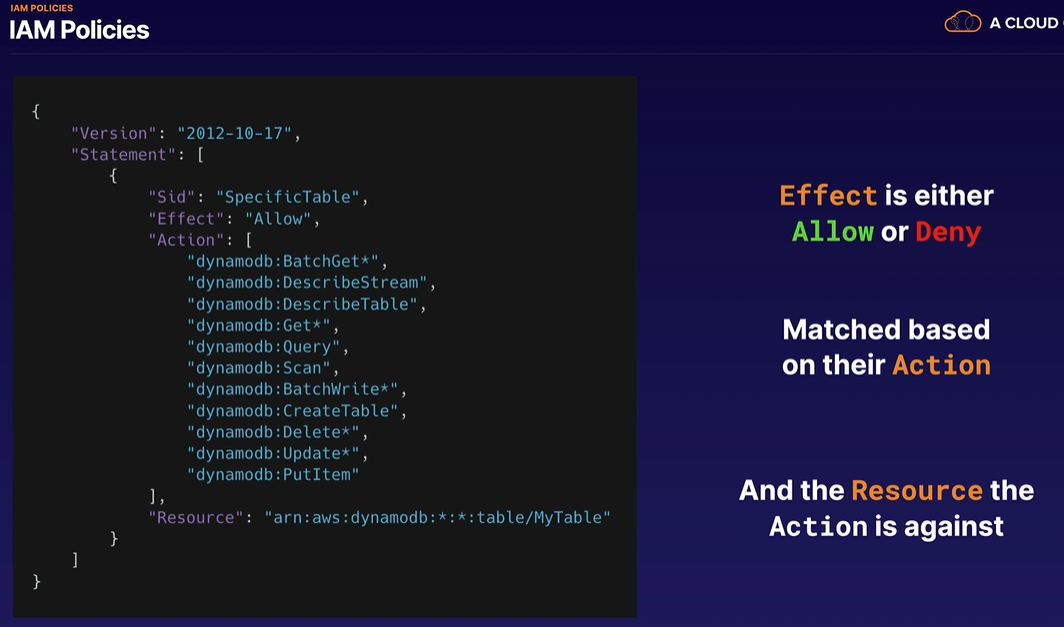 IAM POLICIES
IAM Policies
A CLOUD
{
"Version": "2012-10-17",
"Statement": [
{
"Sid": "SpecificTable",
"Effect": "Allow",
"Action": [
"dynamodb:BatchGet*",
"dynamodb:DescribeStream",
"dynamodb:DescribeTable",
"dynamodb:Get*",
"dynamodb:Query",
"dynamodb:Scan",
"dynamodb:BatchWrite*",
"dynamodb:CreateTable",
"dynamodb:Delete*",
"dynamodb:Update*",
"dynamodb:PutItem"
],
"Resource": "arn:aws:dynamodb:*:*:table/MyTable"
}
]
}
Effect is either
Allow or Deny
Matched based
on their Action
And the Resource the
Action is against